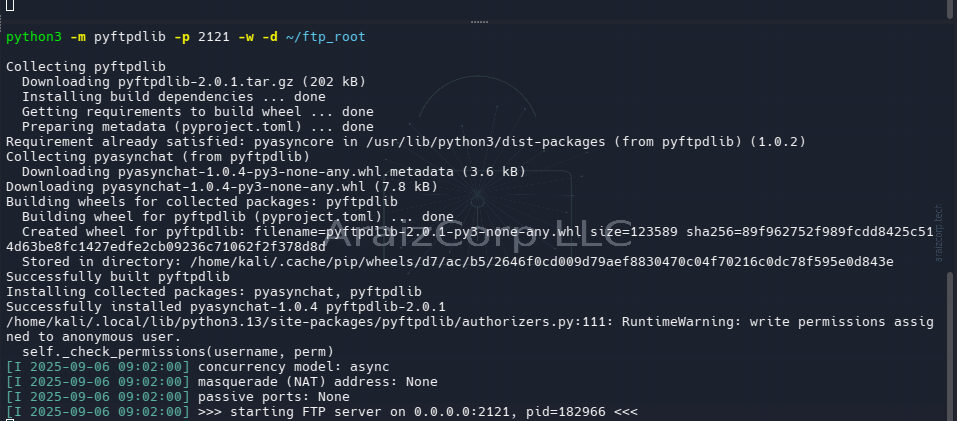 python3 -m pyftpdlib -p 2121 -w -d ~/ftp_root
Collecting pyftpdlib
Downloading pyftpdlib-2.0.1.tar.gz (202 kB)
Installing build dependencies ... done
Getting requirements to build wheel ... done
Preparing metadata (pyproject.toml) ... done
Requirement already satisfied: pyasyncore in /usr/lib/python3/dist-packages (from pyftpdlib) (1.0.2)
Collecting pyasynchat (from pyftpdlib)
Downloading pyasynchat-1.0.4-py3-none-any.whl.metadata (3.6 kB)
Downloading pyasynchat-1.0.4-py3-none-any.whl (7.8 kB)
Building wheels for collected packages: pyftpdlib
Building wheel for pyftpdlib (pyproject.toml) ... done
Created wheel for pyftpdlib: filename=pyftpdlib-2.0.1-py3-none-any.whl size=123589 sha256=89f962752f989fcdd8425c51
4d63be8fc1427edfe2cb09236c71062f2f378d8d
Stored in directory: /home/kali/.cache/pip/wheels/d7/ac/b5/2646f0cd009d79aef8830470c04f70216c0dc78f595e0d843e
Successfully built pyftpdlib
Installing collected packages: pyasynchat, pyftpdlib
Successfully installed pyasynchat-1.0.4 pyftpdlib-2.0.1
/home/kali/.local/lib/python3.13/site-packages/pyftpdlib/authorizers.py:111: RuntimeWarning: write permissions assig
ned to anonymous user.
self._check_permissions(username, perm)
[I 2025-09-06 09:02:00] concurrency model: async
[I 2025-09-06 09:02:00] masquerade (NAT) address: None
[I 2025-09-06 09:02:00] passive ports: None
[I 2025-09-06 09:02:00] >>> starting FTP server on 0.0.0.0:2121, pid=182966 <<<
AraizCorp LLC
araizcorp.tech